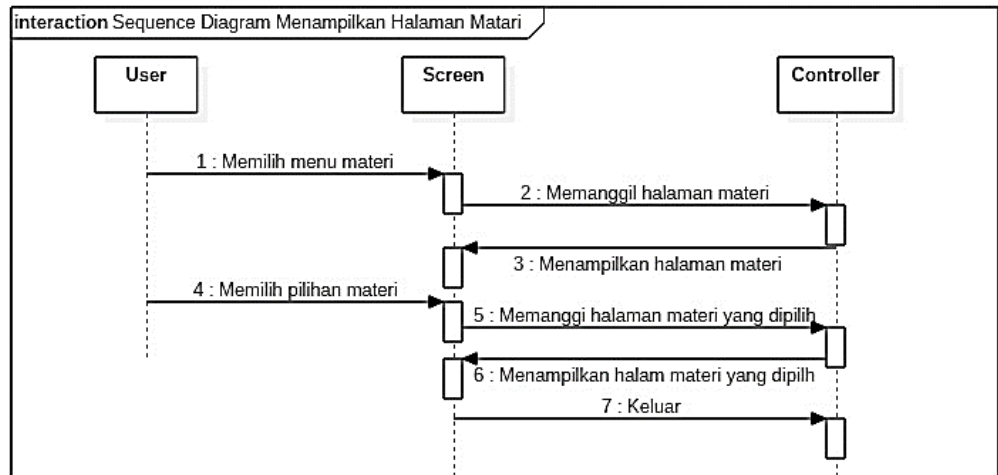 interaction Sequence Diagram Menampilkan Halaman Matari
User
Screen
Controller
1 : Memilih menu materi
2 : Memanggil halaman materi
3 : Menampilkan halaman materi
4 : Memilih pilihan materi
5 : Memanggi halaman materi yang dipilih
6 : Menampilkan halam materi yang dipilh
7 : Keluar